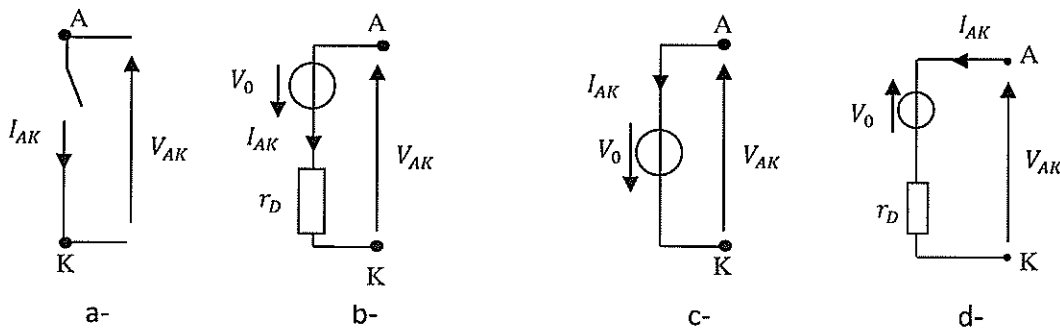 A
I_AK
V_AK
K
a-
A
V_0
I_AK
r_D
V_AK
K
b-
A
I_AK
V_0
V_AK
K
c-
I_AK
A
V_0
r_D
V_AK
K
d-